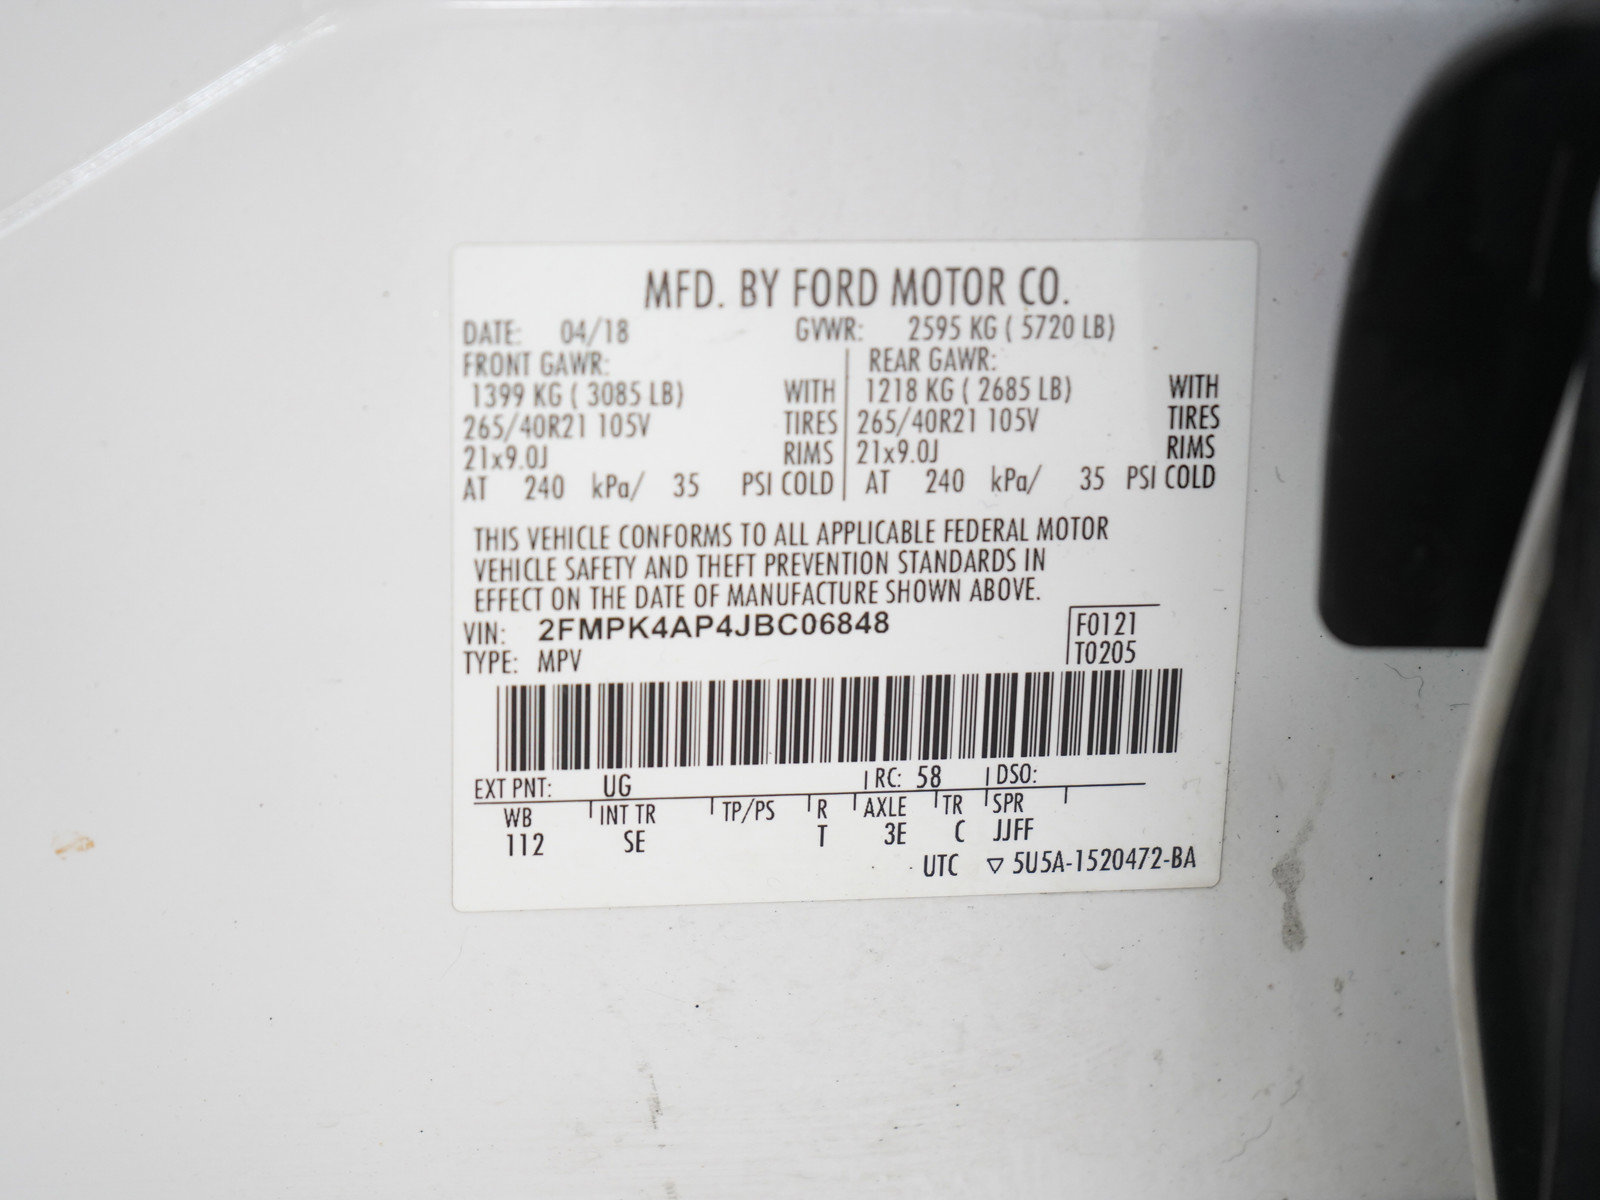 MFD. BY FORD MOTOR CO.
DATE: 04/18 GVWR: 2595 KG ( 5720 LB)
FRONT GAWR: REAR GAWR:
1399 KG ( 3085 LB) WITH 1218 KG ( 2685 LB) WITH
265/40R21 105V TIRES 265/40R21 105V TIRES
21x9.0J RIMS 21x9.0J RIMS
AT 240 kPa/ 35 PSI COLD AT 240 kPa/ 35 PSI COLD
THIS VEHICLE CONFORMS TO ALL APPLICABLE FEDERAL MOTOR
VEHICLE SAFETY AND THEFT PREVENTION STANDARDS IN
EFFECT ON THE DATE OF MANUFACTURE SHOWN ABOVE.
VIN: 2FMPK4AP4JBC06848 F0121
TYPE: MPV T0205
EXT PNT: UG RC: 58 DSO:
WB INT TR TP/PS R AXLE TR SPR
112 SE T 3E C JJFF
UTC ▽ 5U5A-1520472-BA